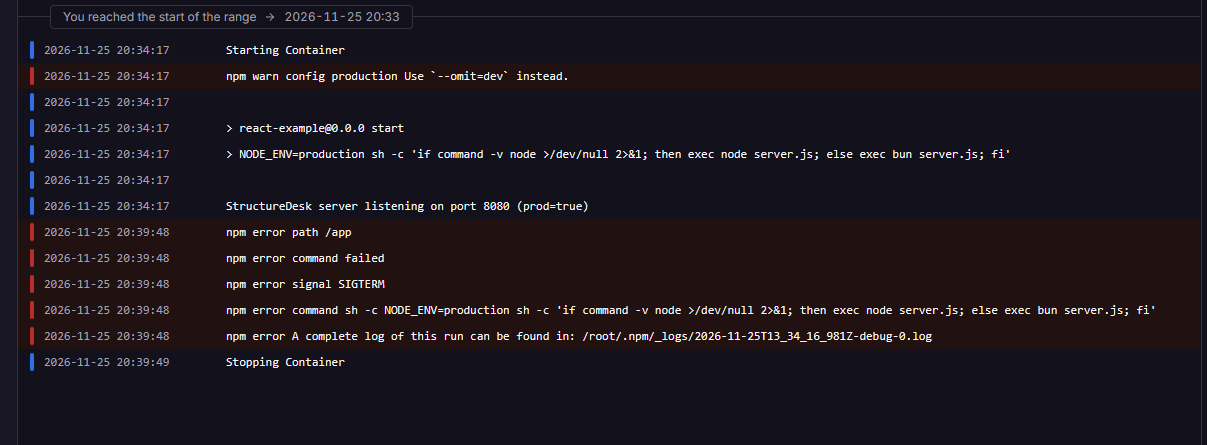 You reached the start of the range → 2026-11-25 20:33
2026-11-25 20:34:17 Starting Container
2026-11-25 20:34:17 npm warn config production Use `--omit=dev` instead.
2026-11-25 20:34:17
2026-11-25 20:34:17 > react-example@0.0.0 start
2026-11-25 20:34:17 > NODE_ENV=production sh -c 'if command -v node >/dev/null 2>&1; then exec node server.js; else exec bun server.js; fi'
2026-11-25 20:34:17
2026-11-25 20:34:17 StructureDesk server listening on port 8080 (prod=true)
2026-11-25 20:39:48 npm error path /app
2026-11-25 20:39:48 npm error command failed
2026-11-25 20:39:48 npm error signal SIGTERM
2026-11-25 20:39:48 npm error command sh -c NODE_ENV=production sh -c 'if command -v node >/dev/null 2>&1; then exec node server.js; else exec bun server.js; fi'
2026-11-25 20:39:48 npm error A complete log of this run can be found in: /root/.npm/_logs/2026-11-25T13_34_16_981Z-debug-0.log
2026-11-25 20:39:49 Stopping Container